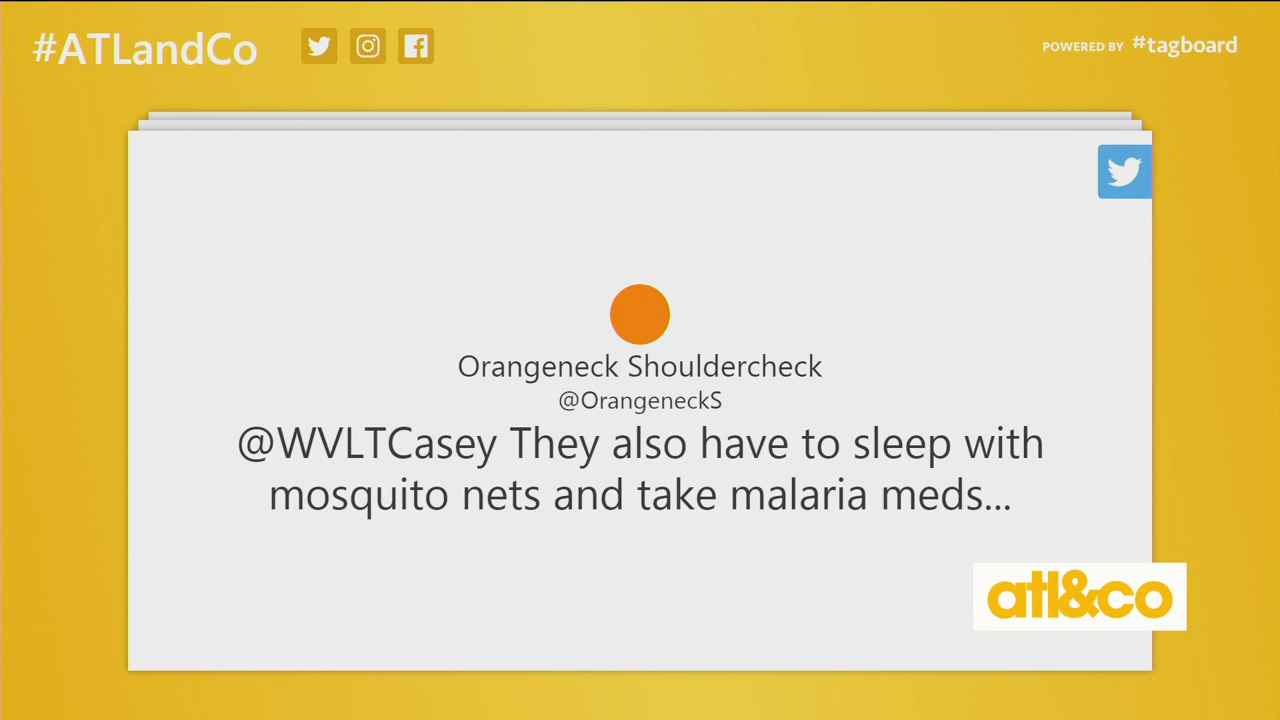 #ATLandCo
POWERED BY #tagboard
Orangeneck Shouldercheck
@OrangeneckS
@WVLTCasey They also have to sleep with
mosquito nets and take malaria meds...
atl&co